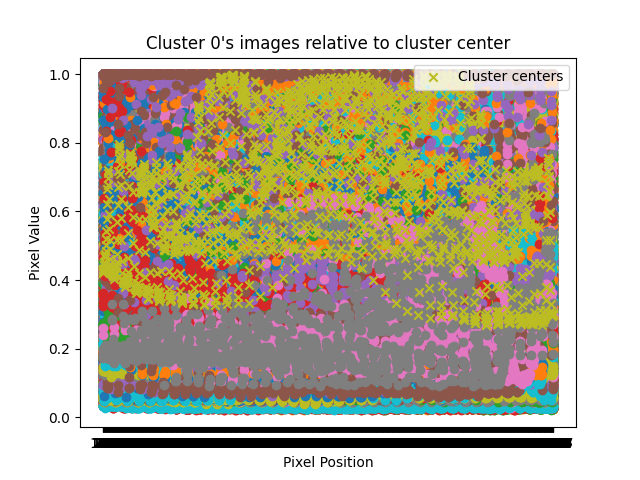 Cluster 0's images relative to cluster center
Cluster centers
1.0
0.8
0.6
0.4
0.2
0.0
Pixel Value
Pixel Position